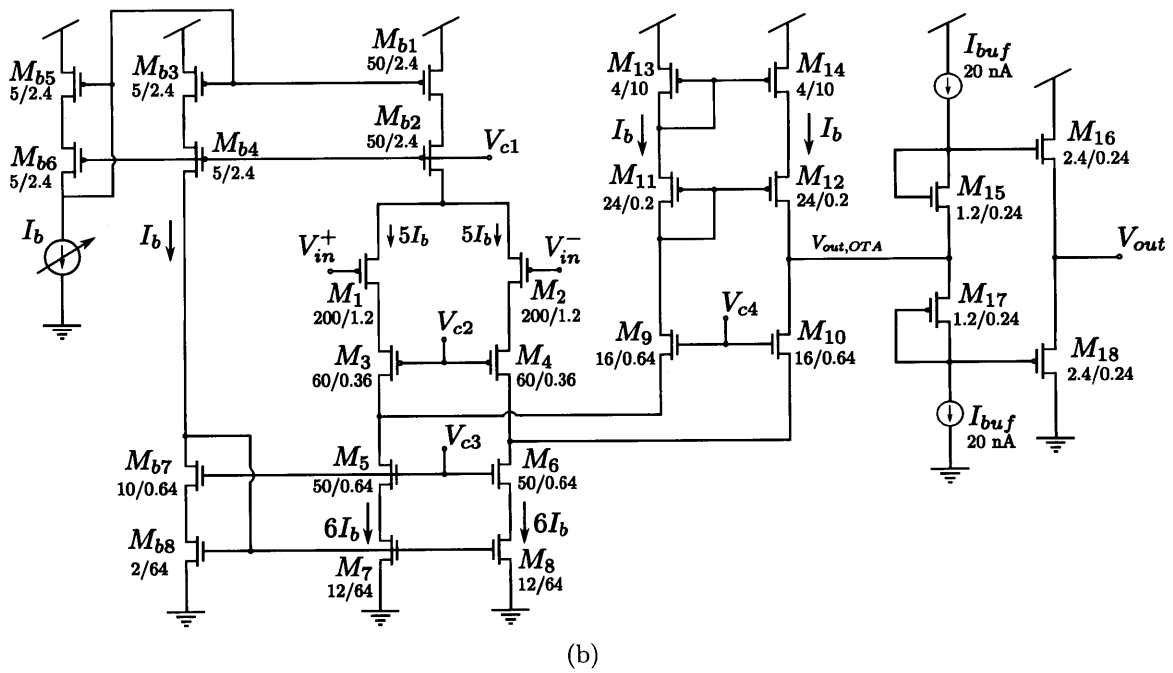 M_{b5}
5/2.4
M_{b3}
5/2.4
M_{b1}
50/2.4
M_{b6}
5/2.4
M_{b4}
5/2.4
M_{b2}
50/2.4
V_{c1}
I_b
I_b
5I_b
5I_b
V_{in}^+
V_{in}^-
M_1
200/1.2
M_2
200/1.2
V_{c2}
M_3
60/0.36
M_4
60/0.36
V_{c3}
M_{b7}
10/0.64
M_5
50/0.64
M_6
50/0.64
6I_b
6I_b
M_{b8}
2/64
M_7
12/64
M_8
12/64
M_{13}
4/10
M_{14}
4/10
I_b
I_b
M_{11}
24/0.2
M_{12}
24/0.2
V_{out,OTA}
V_{c4}
M_9
16/0.64
M_{10}
16/0.64
I_{buf}
20 nA
M_{16}
2.4/0.24
M_{15}
1.2/0.24
V_{out}
M_{17}
1.2/0.24
M_{18}
2.4/0.24
I_{buf}
20 nA
(b)